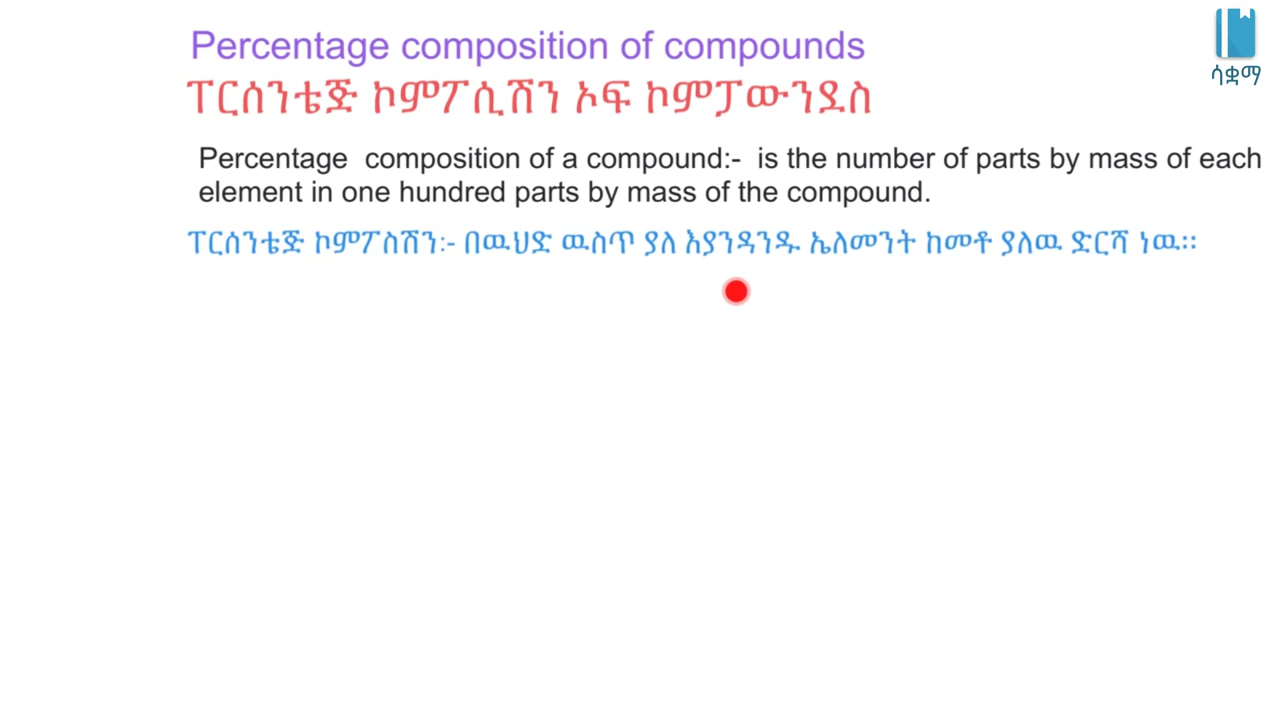 Percentage composition of compounds
ሳቋማ
ፐርሰንቴጅ ኮምፖሲሽን ኦፍ ኮምፓውንደስ
Percentage composition of a compound:- is the number of parts by mass of each
element in one hundred parts by mass of the compound.
ፐርሰንቴጅ ኮምፖስሽን:- በዉህድ ዉስጥ ያለ እያንዳንዱ ኤለመንት ከመቶ ያለዉ ድርሻ ነዉ፡፡